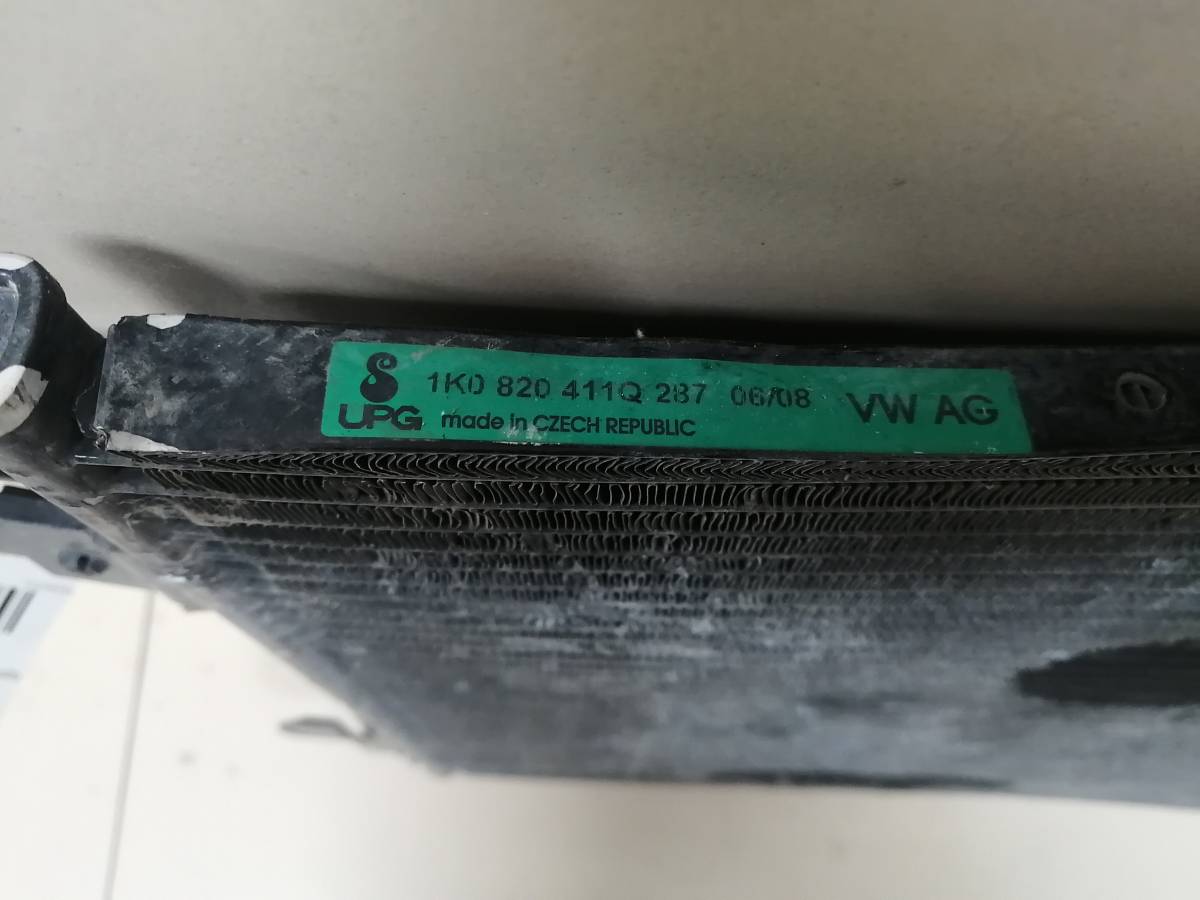 1K0 820 411Q 287 06/08 VW AG
UPG made in CZECH REPUBLIC